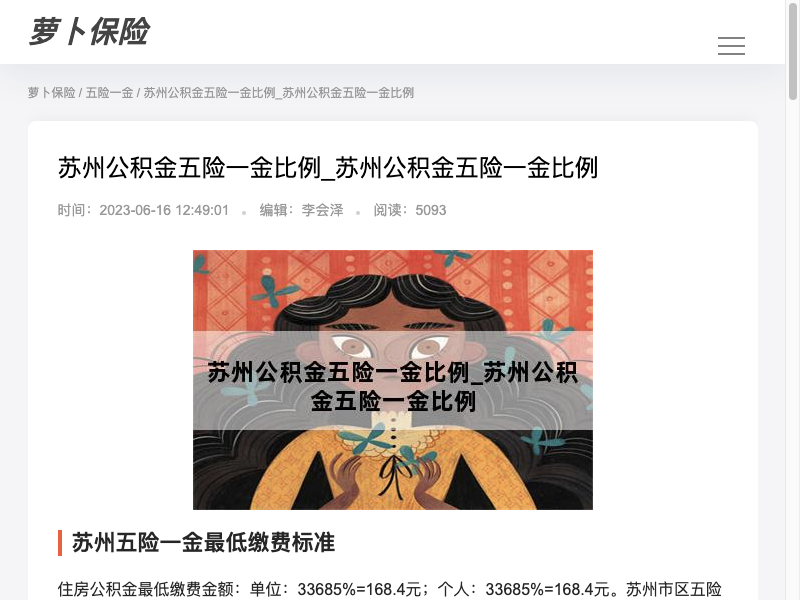 萝卜保险
萝卜保险 / 五险一金 / 苏州公积金五险一金比例_苏州公积金五险一金比例
苏州公积金五险一金比例_苏州公积金五险一金比例
时间：2023-06-16 12:49:01 编辑：李会泽 阅读：5093
苏州公积金五险一金比例_苏州公积
金五险一金比例
苏州五险一金最低缴费标准
住房公积金最低缴费金额：单位：33685%=168.4元；个人：33685%=168.4元。苏州市区五险